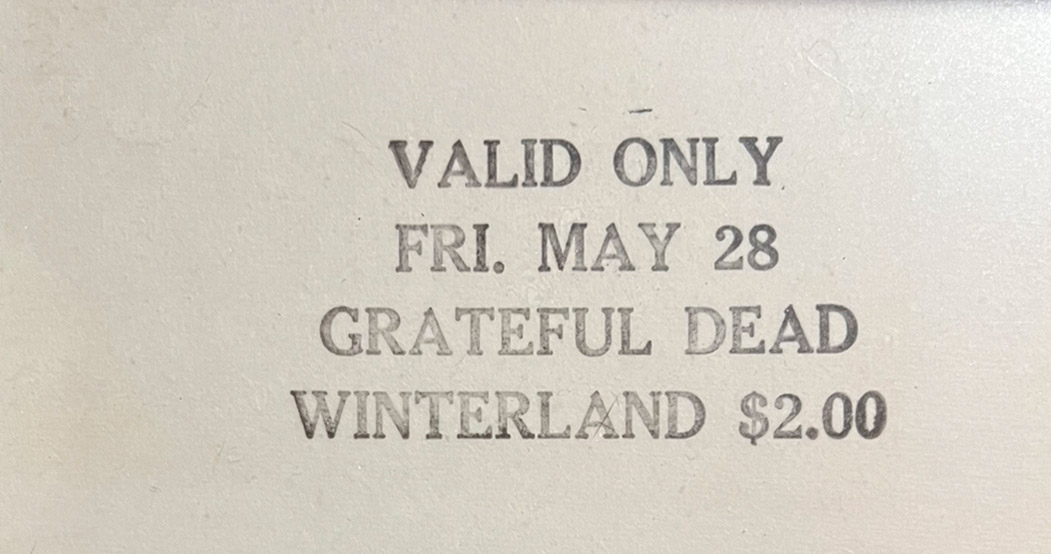 VALID ONLY
FRI. MAY 28
GRATEFUL DEAD
WINTERLAND $2.00